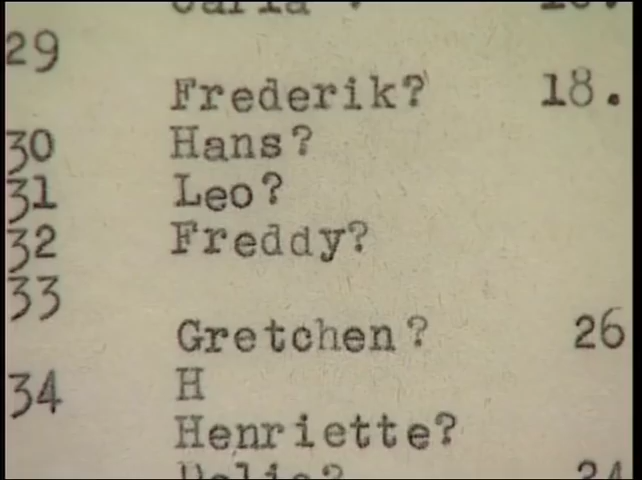 29
Frederik? 18.
30 Hans?
31 Leo?
32 Freddy?
33
Gretchen? 26
34 H
Henriette?